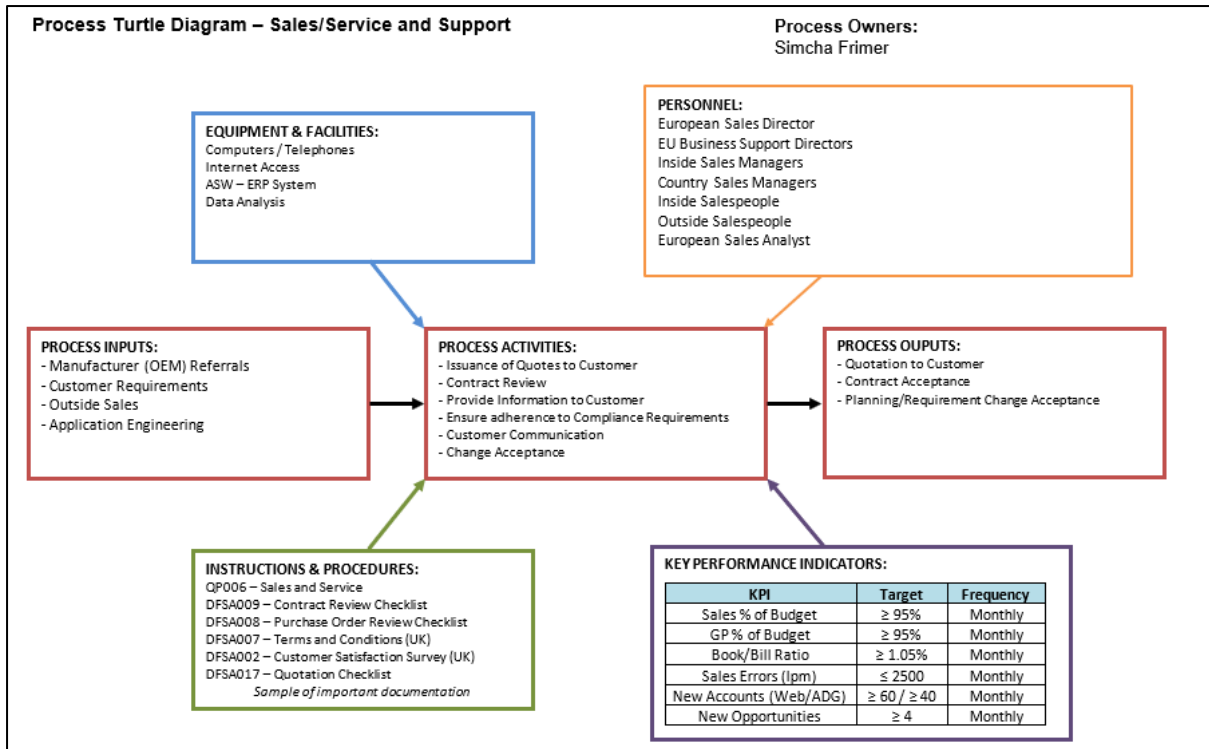 Process Turtle Diagram – Sales/Service and Support
Process Owners:
Simcha Frimer
EQUIPMENT & FACILITIES:
Computers / Telephones
Internet Access
ASW – ERP System
Data Analysis
PERSONNEL:
European Sales Director
EU Business Support Directors
Inside Sales Managers
Country Sales Managers
Inside Salespeople
Outside Salespeople
European Sales Analyst
PROCESS INPUTS:
- Manufacturer (OEM) Referrals
- Customer Requirements
- Outside Sales
- Application Engineering
PROCESS ACTIVITIES:
- Issuance of Quotes to Customer
- Contract Review
- Provide Information to Customer
- Ensure adherence to Compliance Requirements
- Customer Communication
- Change Acceptance
PROCESS OUPUTS:
- Quotation to Customer
- Contract Acceptance
- Planning/Requirement Change Acceptance
INSTRUCTIONS & PROCEDURES:
QP006 – Sales and Service
DFSA009 – Contract Review Checklist
DFSA008 – Purchase Order Review Checklist
DFSA007 – Terms and Conditions (UK)
DFSA002 – Customer Satisfaction Survey (UK)
DFSA017 – Quotation Checklist
Sample of important documentation
KEY PERFORMANCE INDICATORS:
KPI Target Frequency
Sales % of Budget ≥ 95% Monthly
GP % of Budget ≥ 95% Monthly
Book/Bill Ratio ≥ 1.05% Monthly
Sales Errors (lpm) ≤ 2500 Monthly
New Accounts (Web/ADG) ≥ 60 / ≥ 40 Monthly
New Opportunities ≥ 4 Monthly